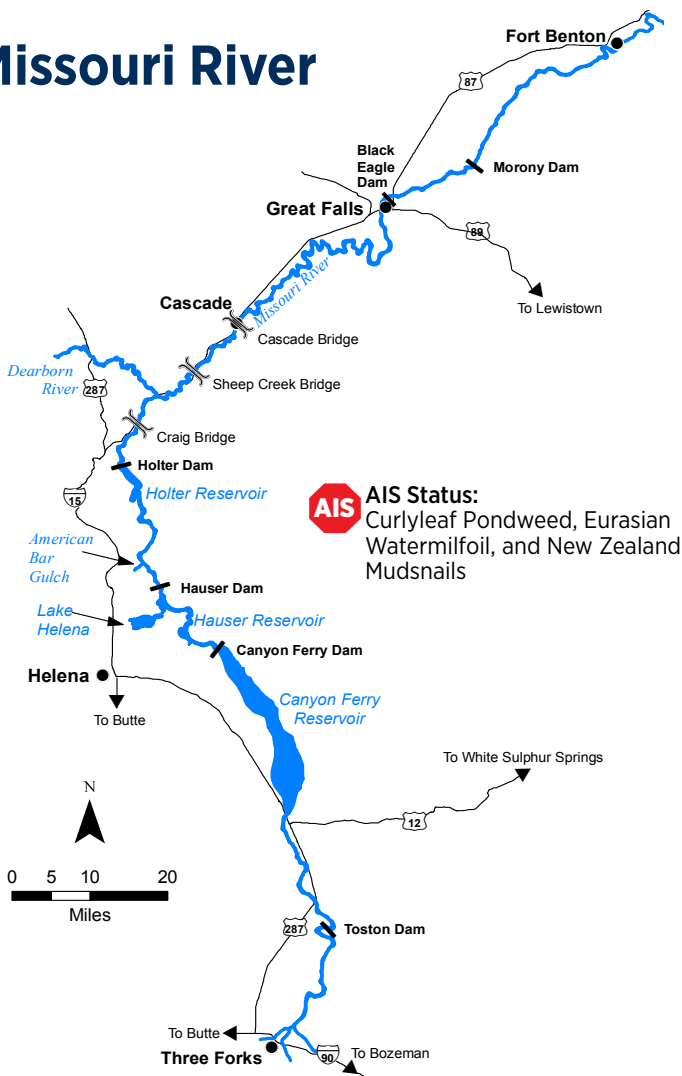 Missouri River
Fort Benton
87
Black
Eagle
Dam
Morony Dam
Great Falls
89
To Lewistown
Missouri River
Cascade
Cascade Bridge
Dearborn
River
287
Sheep Creek Bridge
Craig Bridge
Holter Dam
15
Holter Reservoir
AIS
AIS Status:
Curlyleaf Pondweed, Eurasian
Watermilfoil, and New Zealand
Mudsnails
American
Bar
Gulch
Hauser Dam
Lake
Helena
Hauser Reservoir
Canyon Ferry Dam
Helena
Canyon Ferry
Reservoir
To Butte
To White Sulphur Springs
N
12
0 5 10 20
Miles
287
Toston Dam
To Butte
Three Forks
90
To Bozeman